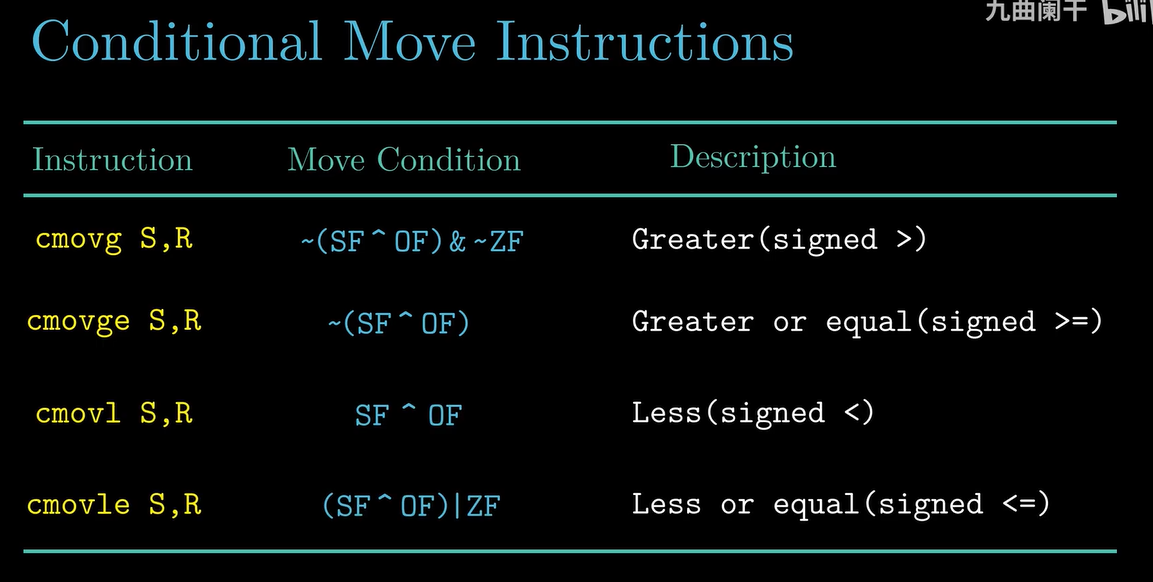 九曲阑干 bili
Conditional Move Instructions
Instruction Move Condition Description
cmovg S,R ~(SF ^ OF) & ~ZF Greater(signed >)
cmovge S,R ~(SF ^ OF) Greater or equal(signed >=)
cmovl S,R SF ^ OF Less(signed <)
cmovle S,R (SF ^ OF)|ZF Less or equal(signed <=)